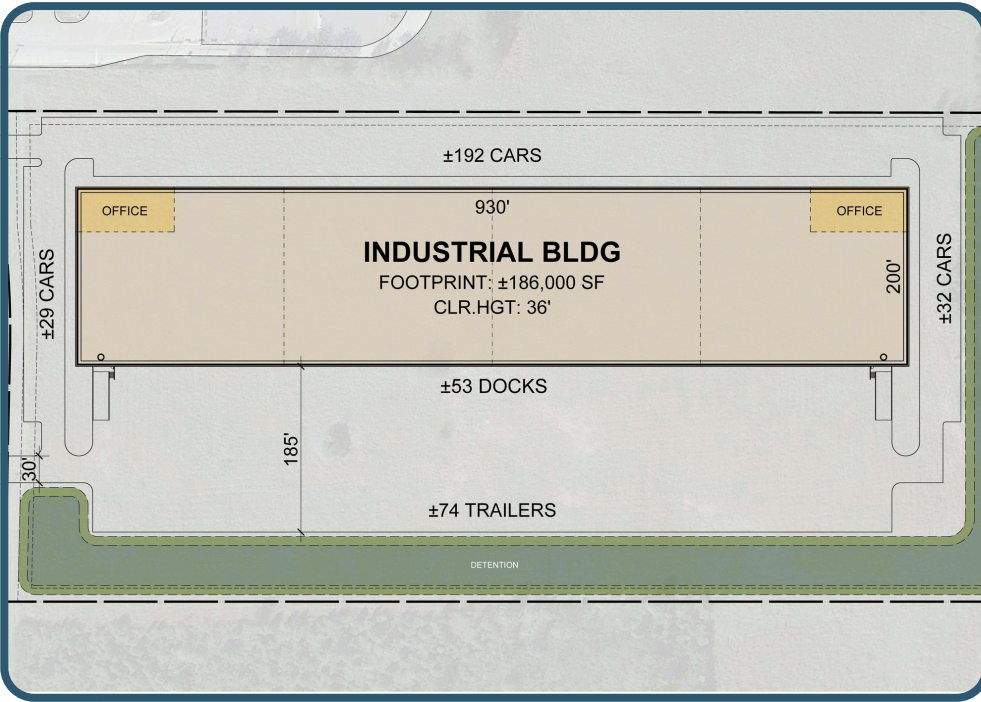 ±192 CARS
OFFICE
930'
OFFICE
INDUSTRIAL BLDG
FOOTPRINT: ±186,000 SF
CLR.HGT: 36'
200'
±29 CARS
±32 CARS
±53 DOCKS
185'
30'
±74 TRAILERS
DETENTION